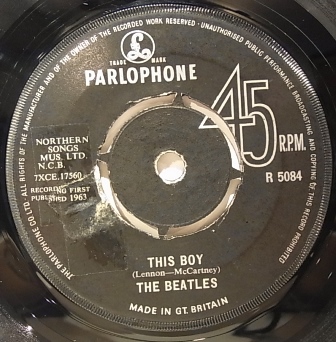 ALL RIGHTS OF THE MANUFACTURER AND OF THE OWNER OF THE RECORDED WORK RESERVED · UNAUTHORISED PUBLIC PERFORMANCE BROADCASTING AND COPYING OF THIS RECORD PROHIBITED
THE PARLOPHONE CO. LTD.
£
TRADE MARK
PARLOPHONE
45
R.P.M.
R 5084
NORTHERN
SONGS
MUS. LTD.
N.C.B.
7XCE.17560
RECORDING FIRST
PUBLISHED 1963
THIS BOY
(Lennon—McCartney)
THE BEATLES
MADE IN GT. BRITAIN